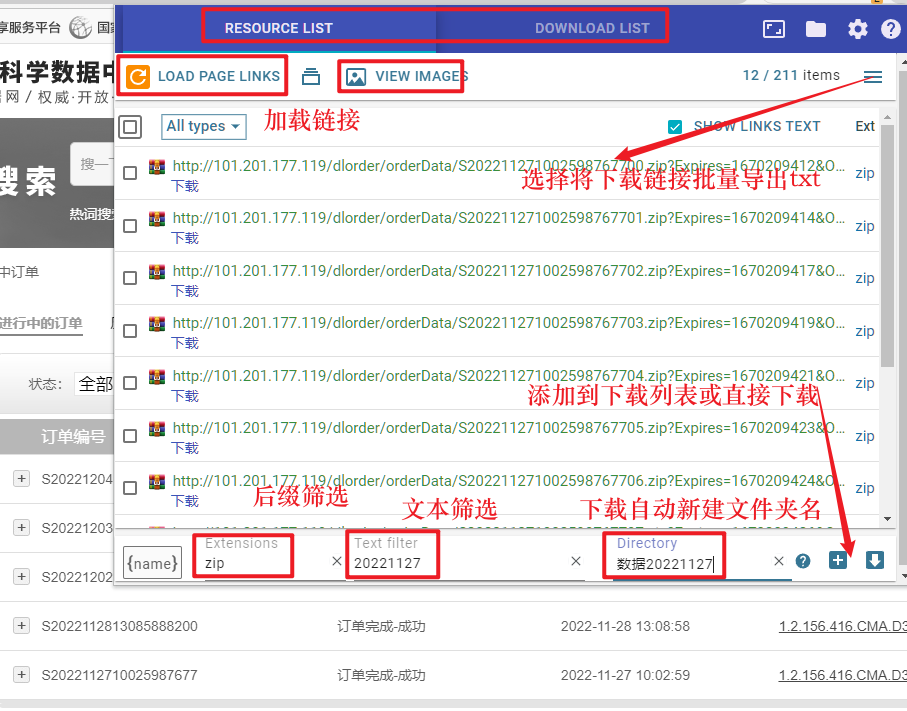 享服务平台 国家
RESOURCE LIST DOWNLOAD LIST
科学数据中
LOAD PAGE LINKS VIEW IMAGES 12 / 211 items
据网 / 权威·开放·
All types 加载链接 SHOW LINKS TEXT Ext
http://101.201.177.119/dlorder/orderData/S202211271002598767700.zip?Expires=1670209412&O... zip
下载
选择将下载链接批量导出txt
搜索 搜一下
热词搜索
http://101.201.177.119/dlorder/orderData/S202211271002598767701.zip?Expires=1670209414&O... zip
下载
中订单
http://101.201.177.119/dlorder/orderData/S202211271002598767702.zip?Expires=1670209417&O... zip
下载
进行中的订单
http://101.201.177.119/dlorder/orderData/S202211271002598767703.zip?Expires=1670209419&O... zip
下载
状态: 全部
http://101.201.177.119/dlorder/orderData/S202211271002598767704.zip?Expires=1670209421&O... zip
下载
添加到下载列表或直接下载
订单编号
http://101.201.177.119/dlorder/orderData/S202211271002598767705.zip?Expires=1670209423&O... zip
下载
S20221204
http://101.201.177.119/dlorder/orderData/S202211271002598767706.zip?Expires=1670209424&O... zip
下载
后缀筛选 文本筛选 下载自动新建文件夹名
S20221203
{name} Extensions Text filter Directory
zip 20221127 数据20221127
S20221202
S2022112813085888200 订单完成-成功 2022-11-28 13:08:58 1.2.156.416.CMA.D3
S2022112710025987677 订单完成-成功 2022-11-27 10:02:59 1.2.156.416.CMA.D3